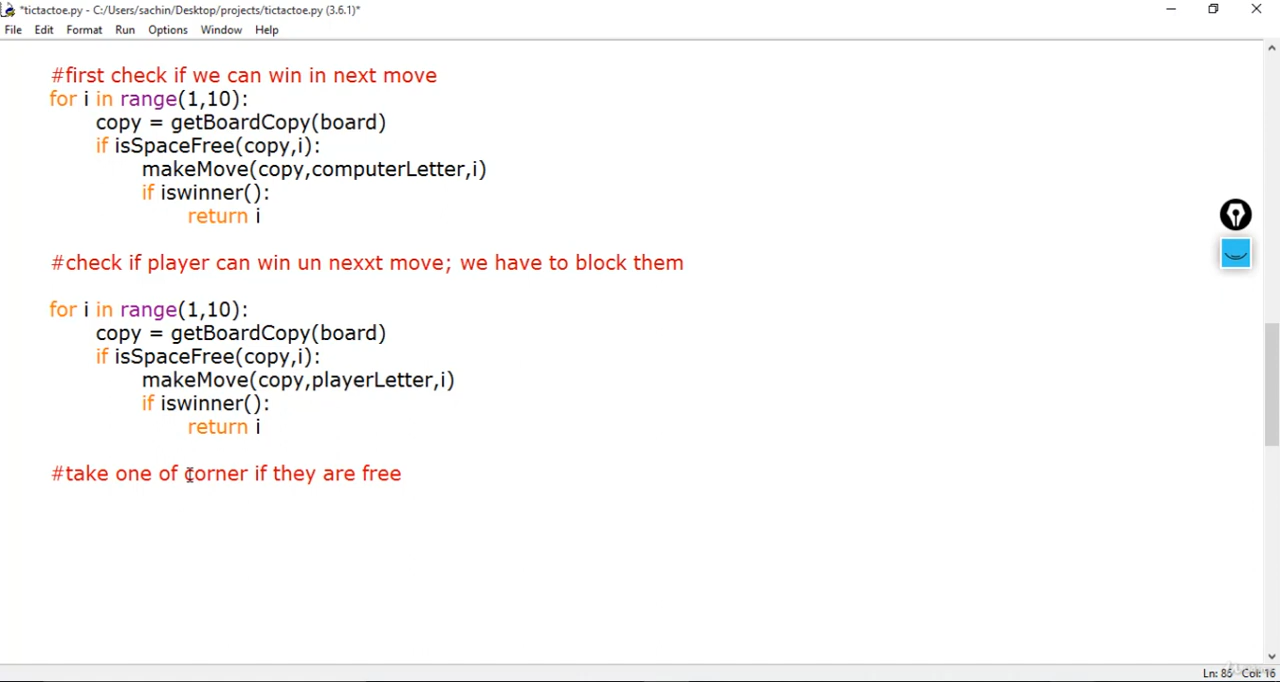 *tictactoe.py - C:/Users/sachin/Desktop/projects/tictactoe.py (3.6.1)*
File Edit Format Run Options Window Help
#first check if we can win in next move
for i in range(1,10):
copy = getBoardCopy(board)
if isSpaceFree(copy,i):
makeMove(copy,computerLetter,i)
if iswinner():
return i
#check if player can win un nexxt move; we have to block them
for i in range(1,10):
copy = getBoardCopy(board)
if isSpaceFree(copy,i):
makeMove(copy,playerLetter,i)
if iswinner():
return i
#take one of corner if they are free
Ln: 85 Col: 16